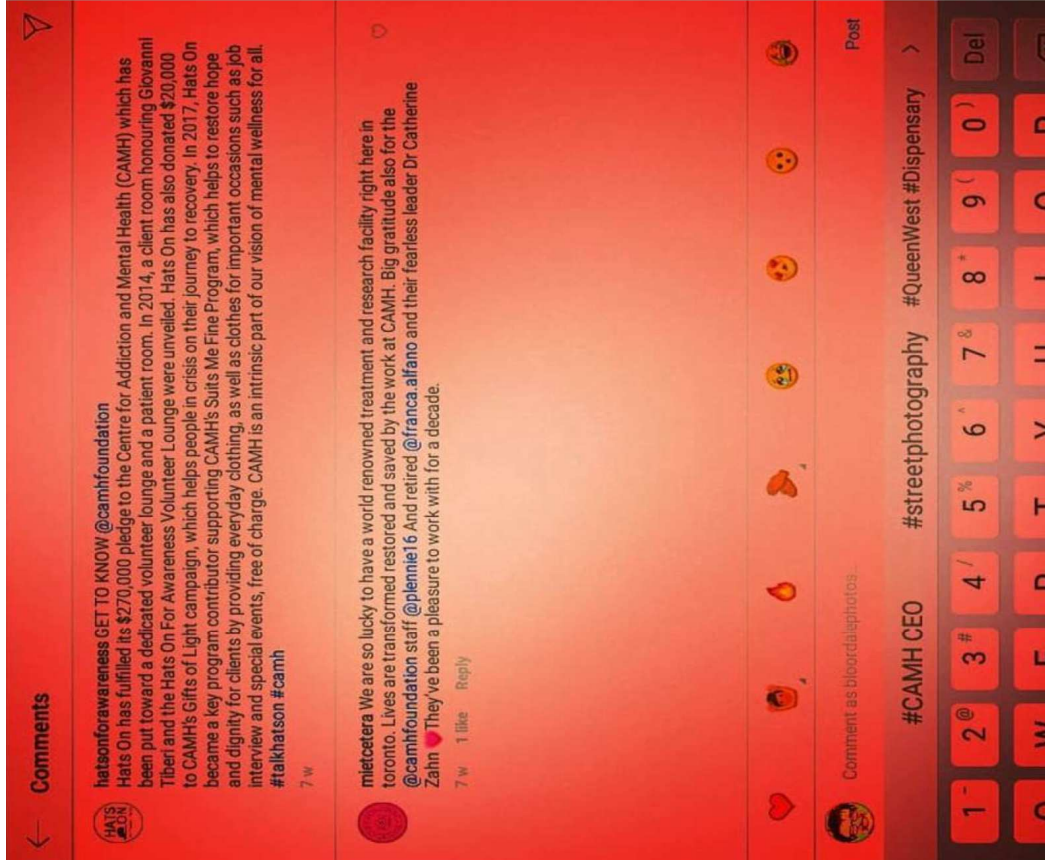 Comments
hatsonforawareness GET TO KNOW @camhfoundation
Hats On has fulfilled its $270,000 pledge to the Centre for Addiction and Mental Health (CAMH) which has
been put toward a dedicated volunteer lounge and a patient room. In 2014, a client room honouring Giovanni
Tiberi and the Hats On For Awareness Volunteer Lounge were unveiled. Hats On has also donated $20,000
to CAMH's Gifts of Light campaign, which helps people in crisis on their journey to recovery. In 2017, Hats On
became a key program contributor supporting CAMH's Suits Me Fine Program, which helps to restore hope
and dignity for clients by providing everyday clothing, as well as clothes for important occasions such as job
interview and special events, free of charge. CAMH is an intrinsic part of our vision of mental wellness for all.
#talkhatson #camh
7 w
HATS ON
mietcetera We are so lucky to have a world renowned treatment and research facility right here in
toronto. Lives are transformed restored and saved by the work at CAMH. Big gratitude also for the
@camhfoundation staff @plennie16 And retired @franca.alfano and their fearless leader Dr Catherine
Zahn ❤️They've been a pleasure to work with for a decade.
7 w 1 like Reply
Comment as bloordalephotos... Post
#CAMH CEO #streetphotography #QueenWest #Dispensary
1 2 @ 3 # 4 / 5 % 6 ^ 7 & 8 * 9 ( 0 ) Del